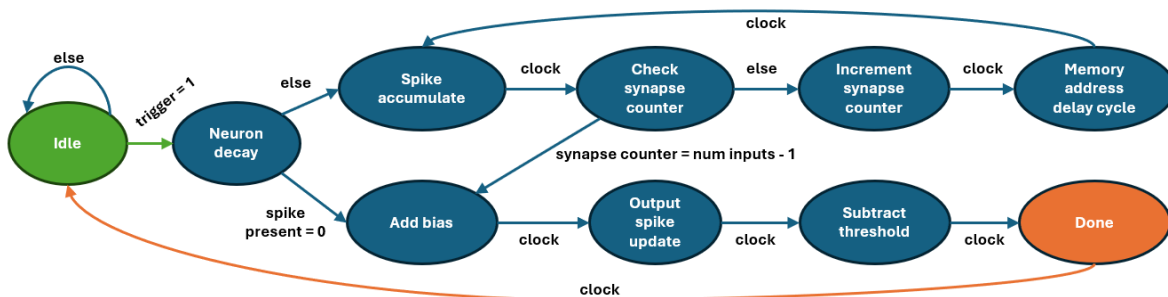 clock
else
trigger = 1
Idle
Neuron
decay
else
Spike
accumulate
clock
Check
synapse
counter
else
Increment
synapse
counter
clock
Memory
address
delay cycle
synapse counter = num inputs - 1
spike
present = 0
Add bias
clock
Output
spike
update
clock
Subtract
threshold
clock
Done
clock